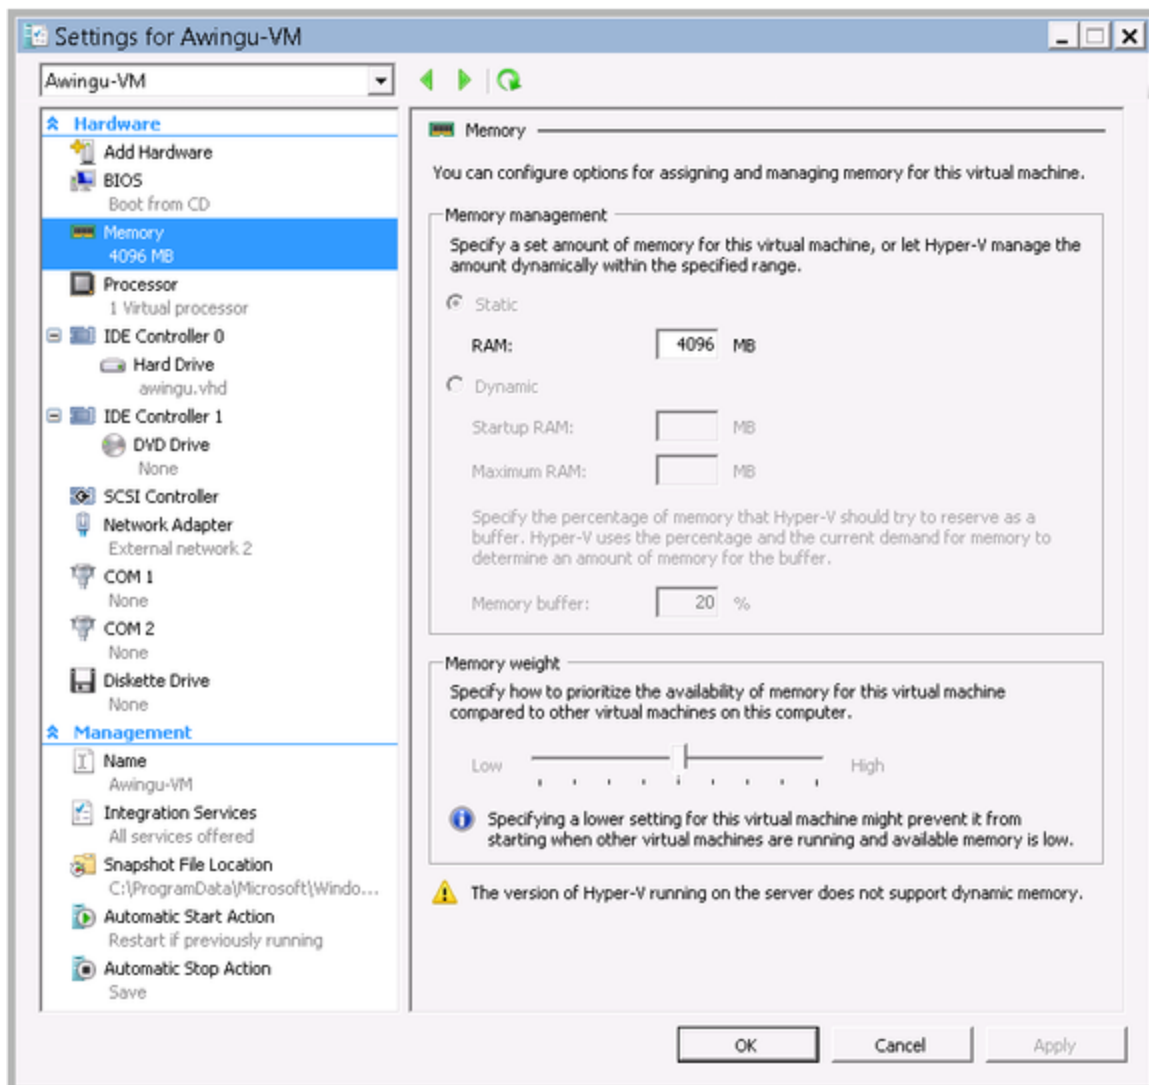 Settings for Awingu-VM
Awingu-VM
Hardware
Add Hardware
BIOS
Boot from CD
Memory
4096 MB
Processor
1 Virtual processor
IDE Controller 0
Hard Drive
awingu.vhd
IDE Controller 1
DVD Drive
None
SCSI Controller
Network Adapter
External network 2
COM 1
None
COM 2
None
Diskette Drive
None
Management
Name
Awingu-VM
Integration Services
All services offered
Snapshot File Location
C:\ProgramData\Microsoft\Windo...
Automatic Start Action
Restart if previously running
Automatic Stop Action
Save
Memory
You can configure options for assigning and managing memory for this virtual machine.
Memory management
Specify a set amount of memory for this virtual machine, or let Hyper-V manage the
amount dynamically within the specified range.
Static
RAM: 4096 MB
Dynamic
Startup RAM: MB
Maximum RAM: MB
Specify the percentage of memory that Hyper-V should try to reserve as a
buffer. Hyper-V uses the percentage and the current demand for memory to
determine an amount of memory for the buffer.
Memory buffer: 20 %
Memory weight
Specify how to prioritize the availability of memory for this virtual machine
compared to other virtual machines on this computer.
Low High
Specifying a lower setting for this virtual machine might prevent it from
starting when other virtual machines are running and available memory is low.
The version of Hyper-V running on the server does not support dynamic memory.
OK Cancel Apply